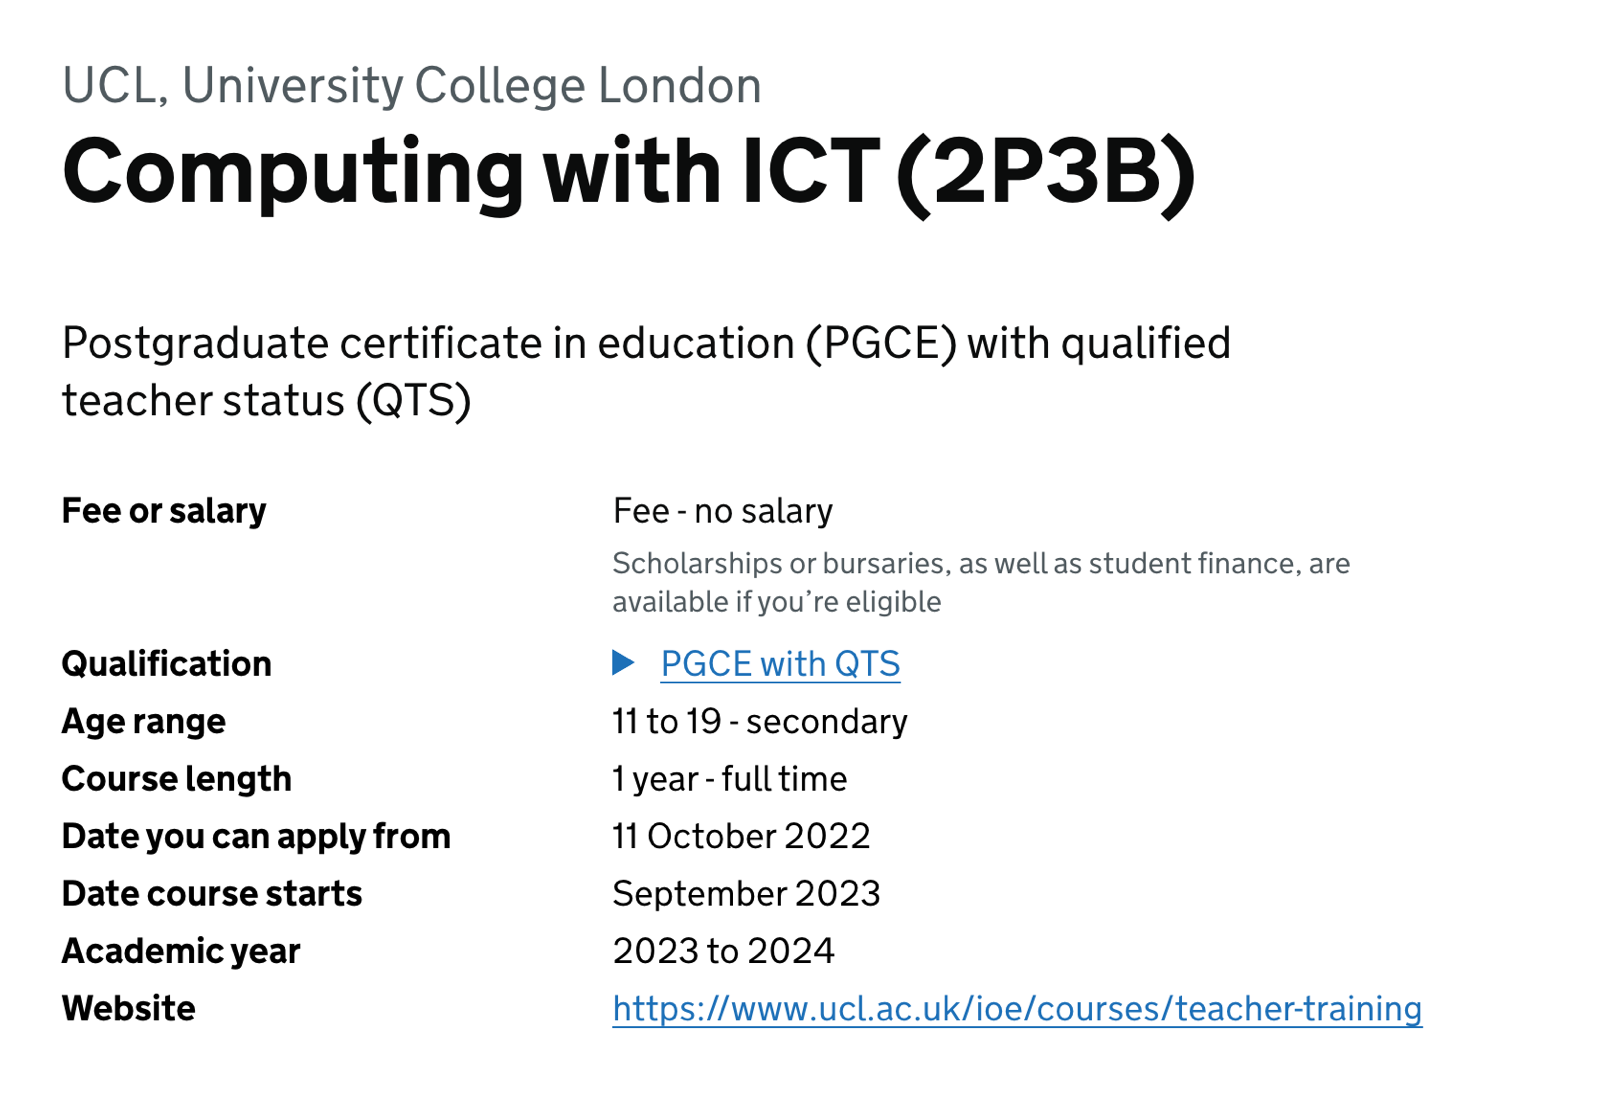 UCL, University College London
Computing with ICT (2P3B)
Postgraduate certificate in education (PGCE) with qualified
teacher status (QTS)
Fee or salary
Fee - no salary
Scholarships or bursaries, as well as student finance, are
available if you’re eligible
Qualification
PGCE with QTS
Age range
11 to 19 - secondary
Course length
1 year - full time
Date you can apply from
11 October 2022
Date course starts
September 2023
Academic year
2023 to 2024
Website
https://www.ucl.ac.uk/ioe/courses/teacher-training